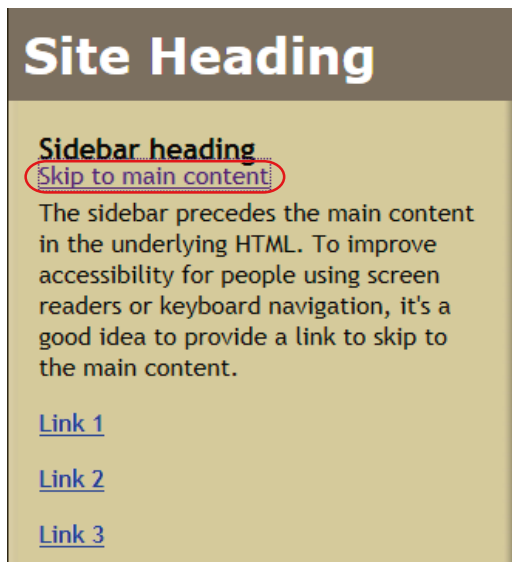 Site Heading
Sidebar heading
Skip to main content
The sidebar precedes the main content
in the underlying HTML. To improve
accessibility for people using screen
readers or keyboard navigation, it's a
good idea to provide a link to skip to
the main content.
Link 1
Link 2
Link 3